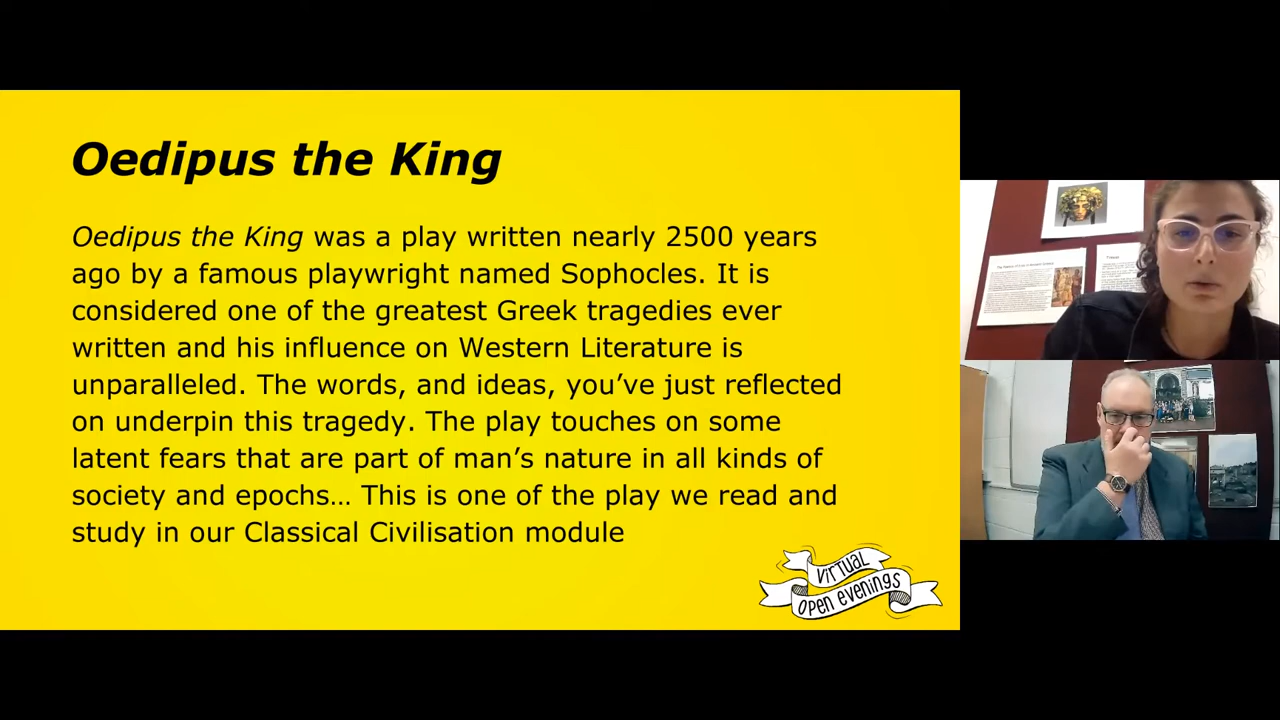 Oedipus the King
Oedipus the King was a play written nearly 2500 years
ago by a famous playwright named Sophocles. It is
considered one of the greatest Greek tragedies ever
written and his influence on Western Literature is
unparalleled. The words, and ideas, you’ve just reflected
on underpin this tragedy. The play touches on some
latent fears that are part of man’s nature in all kinds of
society and epochs… This is one of the play we read and
study in our Classical Civilisation module
VIRTUAL
OPEN EVENINGS